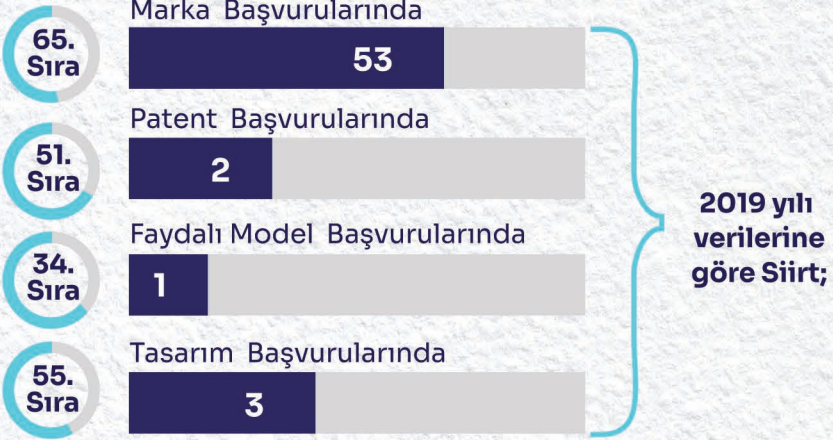 Marka Başvurularında
65.
Sıra
53
Patent Başvurularında
51.
Sıra
2
Faydalı Model Başvurularında
34.
Sıra
1
Tasarım Başvurularında
55.
Sıra
3
2019 yılı
verilerine
göre Siirt;